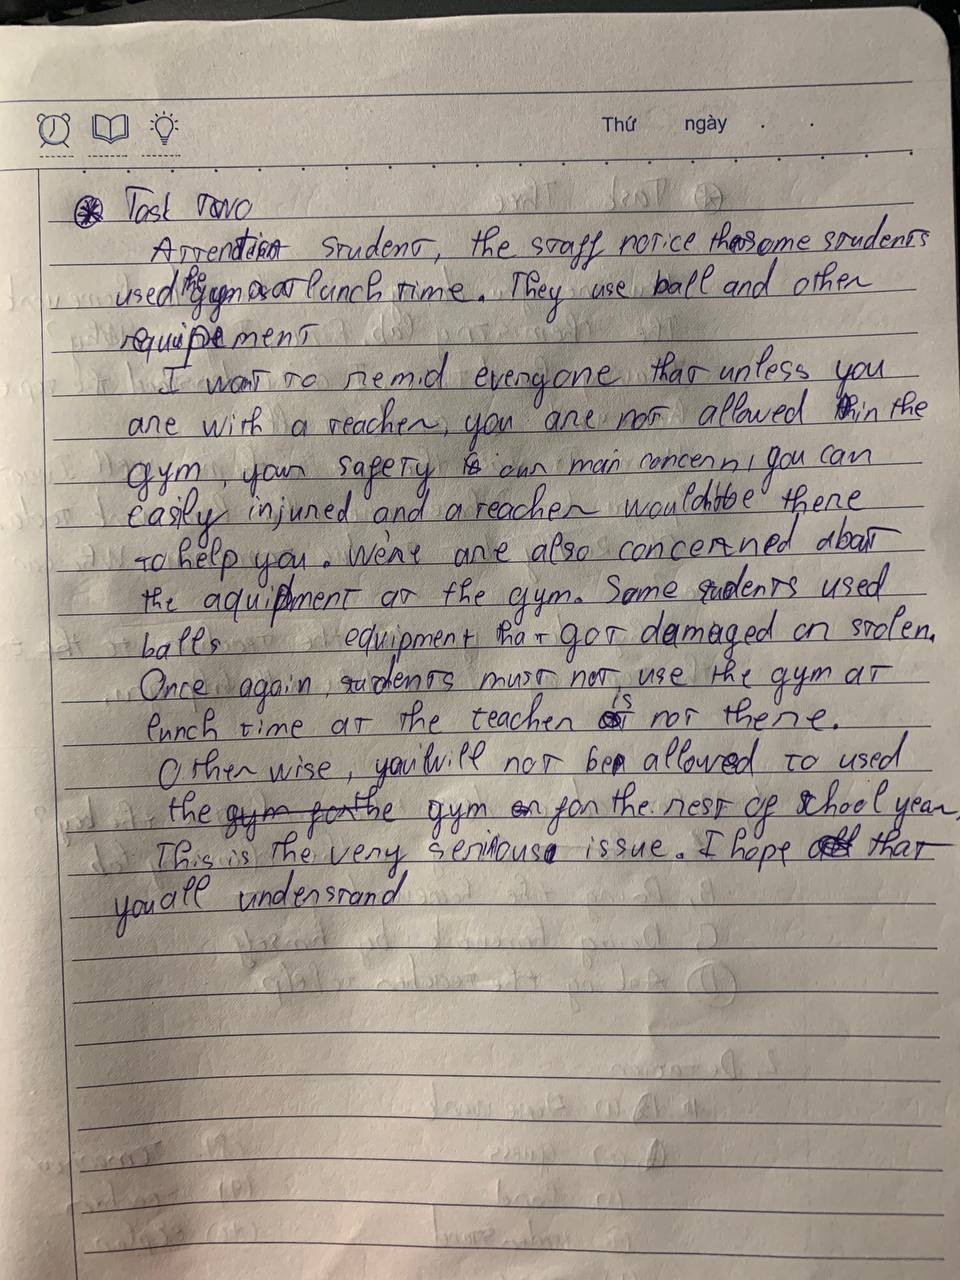 Thứ ngày
Task Two
Attention student, the staff notice the some students
used the gym at lunch time. They use ball and other
equipement
I wat to remid everyone that unless you
are with a teacher, you are not allowed in the
gym, your safety is our main concern, you can
easily injured and a teacher wouldn't be there
to help you. We're are also concerned abat
the aquipment at the gym. Some students used
balls equipment that got damaged or stolen.
Once again, students must not use the gym at
lunch time at the teacher is not there.
Other wise, you will not be allowed to used
the gym for the rest of school year,
This is the very serious issue. I hope that
you all understand